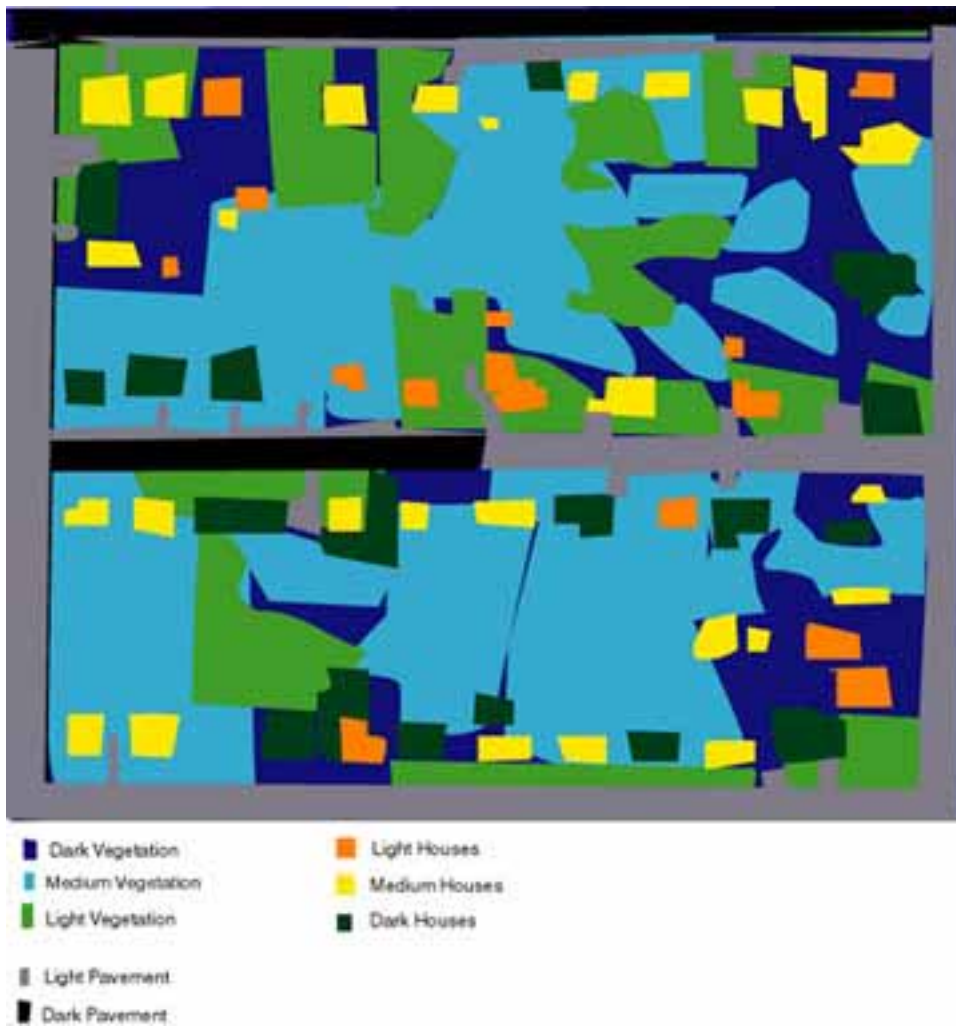 Dark Vegetation
Medium Vegetation
Light Vegetation
Light Pavement
Dark Pavement
Light Houses
Medium Houses
Dark Houses